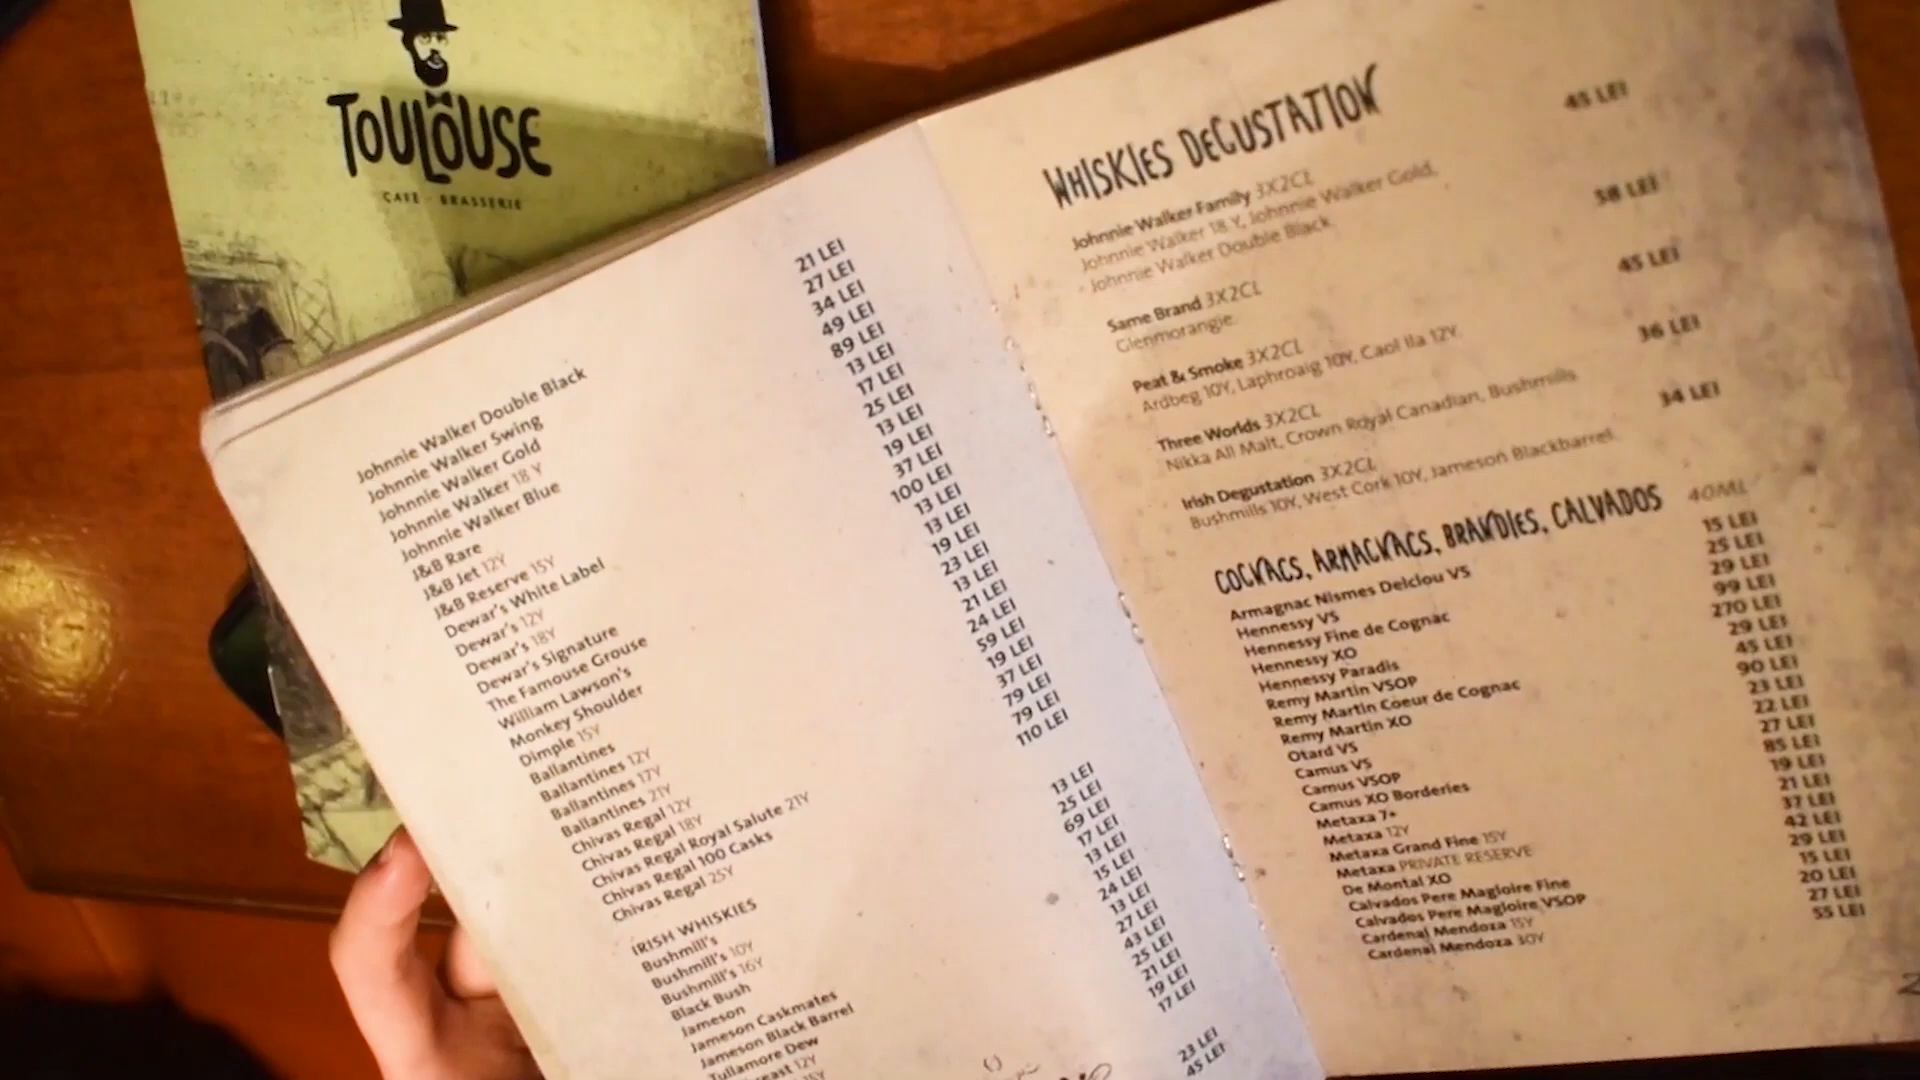 TOULOUSE
CAFÉ · BRASSERIE
Johnnie Walker Double Black 21 LEI
Johnnie Walker Swing 27 LEI
Johnnie Walker Gold 34 LEI
Johnnie Walker 18 Y 49 LEI
Johnnie Walker Blue 89 LEI
J&B Rare 13 LEI
J&B Jet 12Y 17 LEI
J&B Reserve 15Y 25 LEI
Dewar's White Label 13 LEI
Dewar's 12Y 19 LEI
Dewar's 18Y 37 LEI
Dewar's Signature 100 LEI
The Famouse Grouse 13 LEI
William Lawson's 13 LEI
Monkey Shoulder 19 LEI
Dimple 15Y 23 LEI
Ballantines 13 LEI
Ballantines 12Y 21 LEI
Ballantines 17Y 24 LEI
Ballantines 21Y 59 LEI
Chivas Regal 12Y 19 LEI
Chivas Regal 18Y 37 LEI
Chivas Regal Royal Salute 21Y 79 LEI
Chivas Regal 100 Casks 79 LEI
Chivas Regal 25Y 110 LEI
IRISH WHISKIES
Bushmill's 13 LEI
Bushmill's 10Y 25 LEI
Bushmill's 16Y 69 LEI
Black Bush 17 LEI
Jameson 13 LEI
Jameson Caskmates 15 LEI
Jameson Black Barrel 24 LEI
Tullamore Dew 13 LEI
12Y 27 LEI
15Y 43 LEI
25 LEI
21 LEI
19 LEI
17 LEI
23 LEI
45 LEI
WHISKIES DEGUSTATION
Johnnie Walker Family 3X2CL 45 LEI
Johnnie Walker 18 Y, Johnnie Walker Gold,
Johnnie Walker Double Black.
Same Brand 3X2CL 58 LEI
Glenmorangie.
Peat & Smoke 3X2CL 45 LEI
Ardbeg 10Y, Laphroaig 10Y, Caol Ila 12Y.
Three Worlds 3X2CL 36 LEI
Nikka All Malt, Crown Royal Canadian, Bushmills.
Irish Degustation 3X2CL 34 LEI
Bushmills 10Y, West Cork 10Y, Jameson Blackbarrel.
COGNACS, ARMAGNACS, BRANDIES, CALVADOS 40ML
Armagnac Nismes Delclou VS 15 LEI
Hennessy VS 25 LEI
Hennessy Fine de Cognac 29 LEI
Hennessy XO 99 LEI
Hennessy Paradis 270 LEI
Remy Martin VSOP 29 LEI
Remy Martin Coeur de Cognac 45 LEI
Remy Martin XO 90 LEI
Otard VS 23 LEI
Camus VS 22 LEI
Camus VSOP 27 LEI
Camus XO Borderies 85 LEI
Metaxa 7* 19 LEI
Metaxa 12Y 21 LEI
Metaxa Grand Fine 15Y 37 LEI
Metaxa PRIVATE RESERVE 42 LEI
De Montal XO 29 LEI
Calvados Pere Magloire Fine 15 LEI
Calvados Pere Magloire VSOP 20 LEI
Cardenal Mendoza 15Y 27 LEI
Cardenal Mendoza 30Y 55 LEI